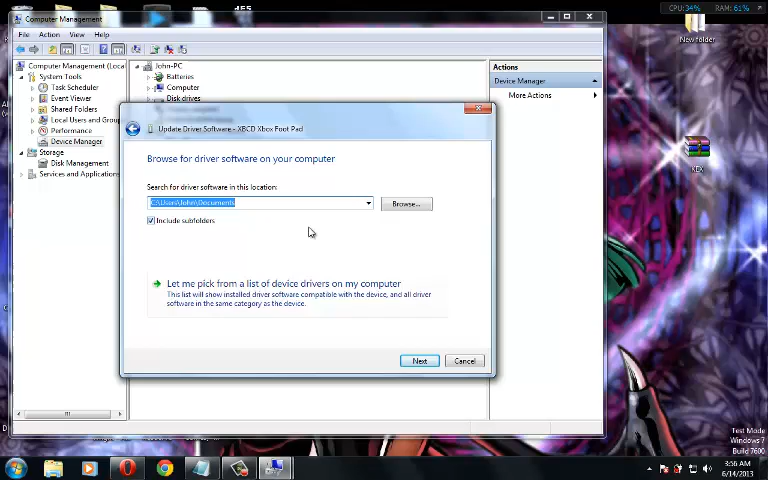 CPU: 34%
RAM: 61%
Computer Management
File Action View Help
New folder
Computer Management (Local
System Tools
Task Scheduler
Event Viewer
Shared Folders
Local Users and Group
Performance
Device Manager
Storage
Disk Management
Services and Applications
John-PC
Batteries
Computer
Disk drives
Actions
Device Manager
More Actions
Update Driver Software - XBCD Xbox Foot Pad
Browse for driver software on your computer
Search for driver software in this location:
C:\Users\John\Documents
Browse...
Include subfolders
Let me pick from a list of device drivers on my computer
This list will show installed driver software compatible with the device, and all driver
software in the same category as the device.
Next
Cancel
Test Mode
Windows 7
Build 7600
3:56 AM
6/14/2013